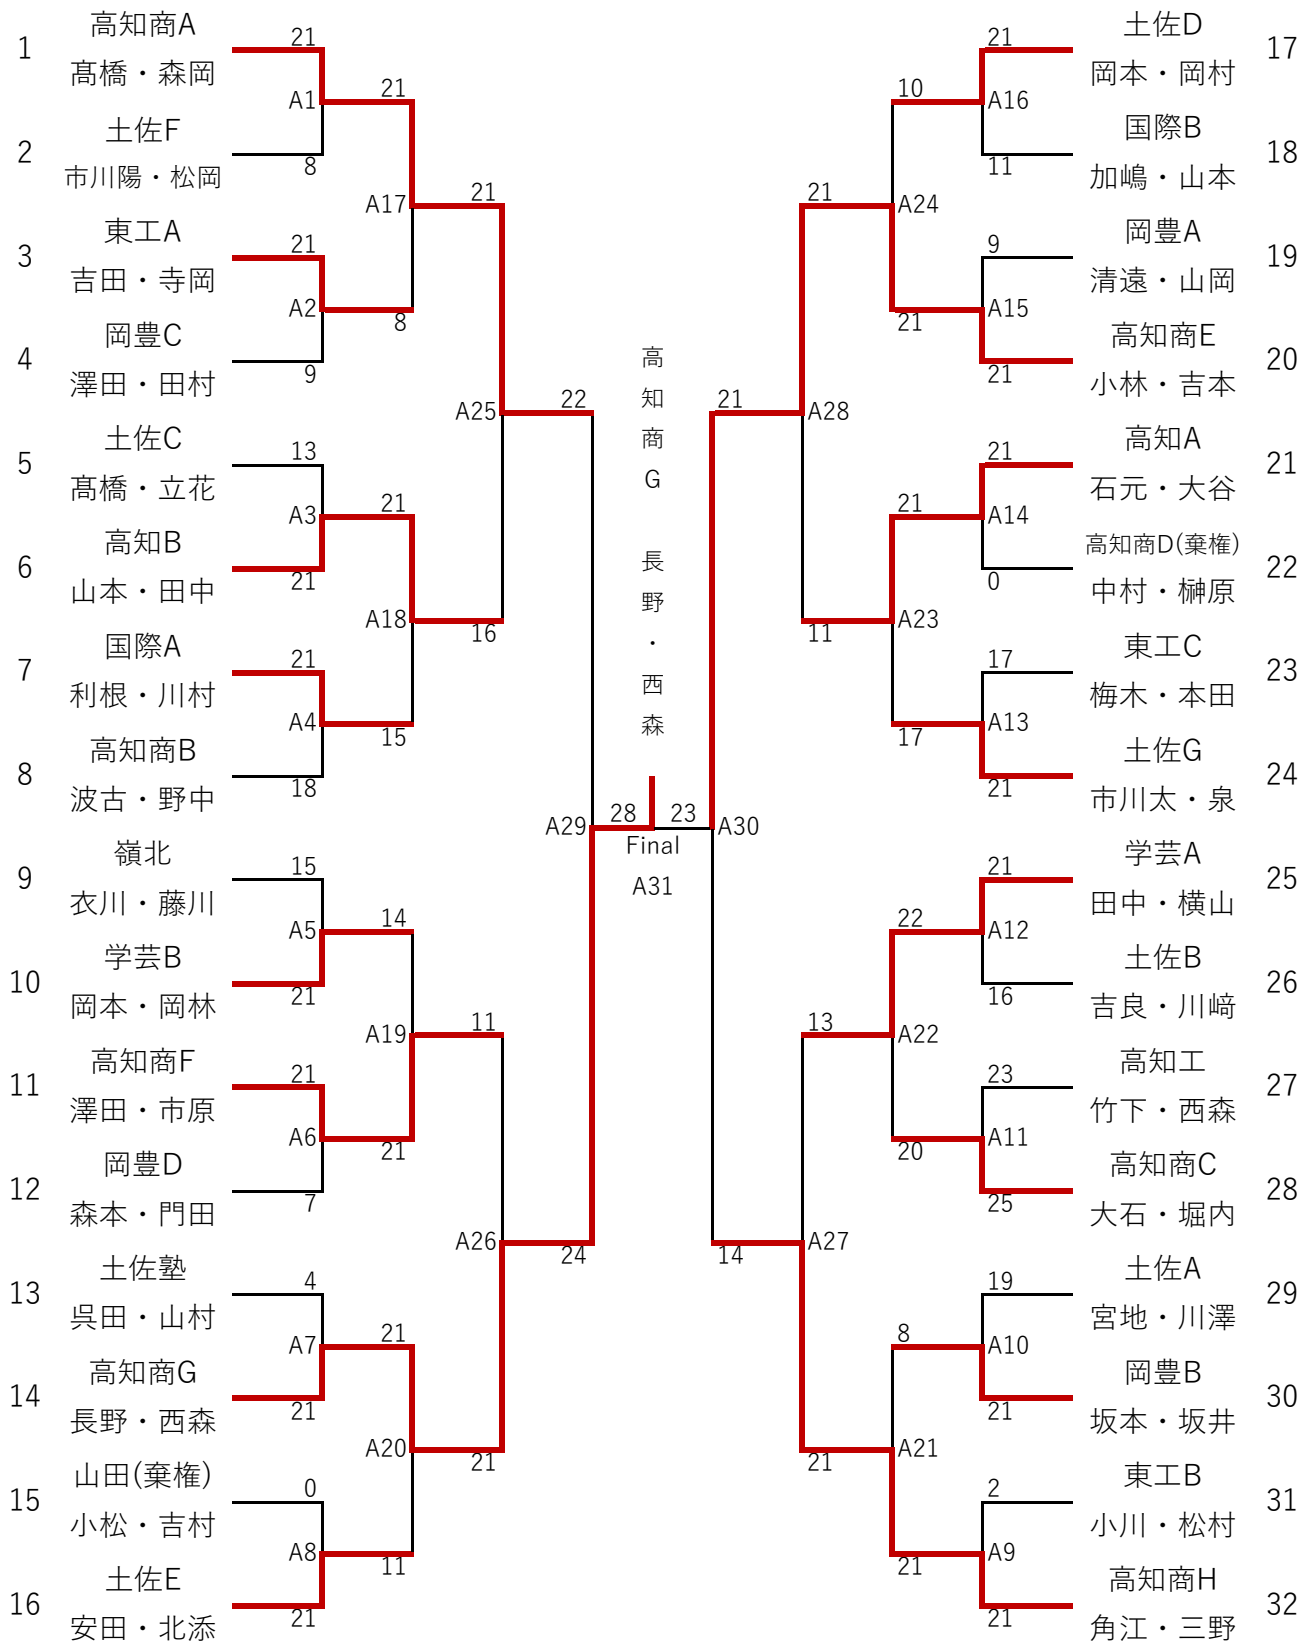 1
高知商A
髙橋・森岡
21
A1
2
土佐F
市川陽・松岡
8
21
A17
3
東工A
吉田・寺岡
21
A2
8
4
岡豊C
澤田・田村
9
21
A25
5
土佐C
髙橋・立花
13
A3
21
6
高知B
山本・田中
21
A18
16
7
国際A
利根・川村
21
A4
15
8
高知商B
波古・野中
18
22
A29
9
嶺北
衣川・藤川
15
A5
14
10
学芸B
岡本・岡林
21
A19
11
11
高知商F
澤田・市原
21
A6
21
12
岡豊D
森本・門田
7
A26
24
13
土佐塾
呉田・山村
4
A7
21
14
高知商G
長野・西森
21
A20
21
15
山田(棄権)
小松・吉村
0
A8
11
16
土佐E
安田・北添
21
高知商G 長野・西森
28
23
Final
A31
17
土佐D
岡本・岡村
21
A16
10
18
国際B
加嶋・山本
11
A24
21
19
岡豊A
清遠・山岡
9
A15
21
20
高知商E
小林・吉本
21
A28
21
21
高知A
石元・大谷
21
A14
21
22
高知商D(棄権)
中村・榊原
0
A23
11
23
東工C
梅木・本田
17
A13
17
24
土佐G
市川太・泉
21
A30
25
学芸A
田中・横山
21
A12
22
26
土佐B
吉良・川﨑
16
A22
13
27
高知工
竹下・西森
23
A11
20
28
高知商C
大石・堀内
25
A27
14
29
土佐A
宮地・川澤
19
A10
8
30
岡豊B
坂本・坂井
21
A21
21
31
東工B
小川・松村
2
A9
21
32
高知商H
角江・三野
21